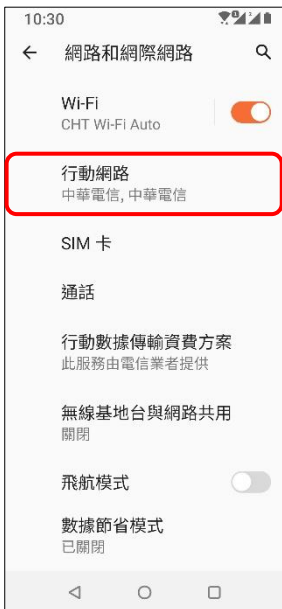 10:30
網路和網際網路
Wi-Fi
CHT Wi-Fi Auto
行動網路
中華電信, 中華電信
SIM 卡
通話
行動數據傳輸資費方案
此服務由電信業者提供
無線基地台與網路共用
關閉
飛航模式
數據節省模式
已關閉